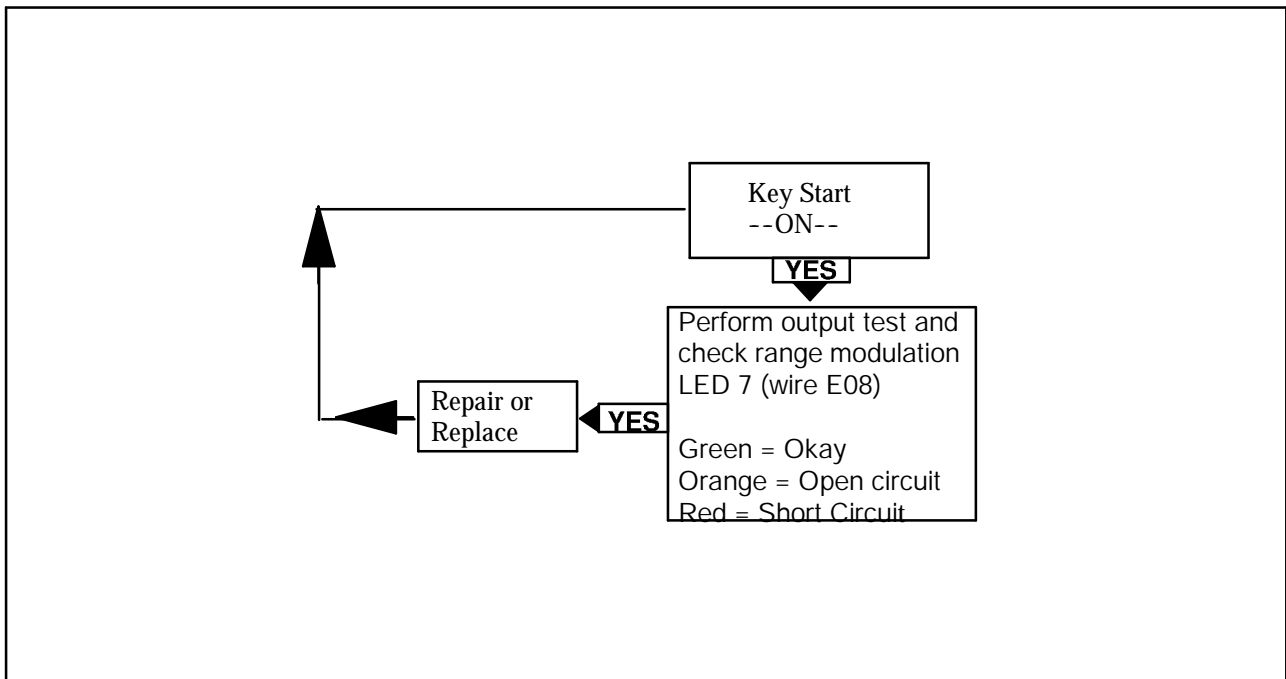 Key Start
--ON--
YES
Perform output test and
check range modulation
LED 7 (wire E08)
Green = Okay
Orange = Open circuit
Red = Short Circuit
YES
Repair or
Replace